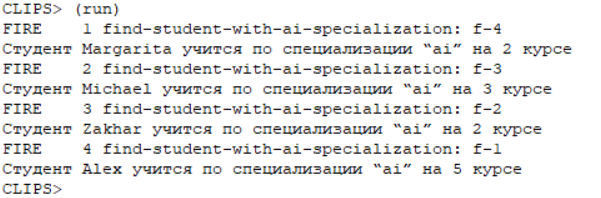 CLIPS> (run)
FIRE    1 find-student-with-ai-specialization: f-4
Студент Margarita учится по специализации “ai” на 2 курсе
FIRE    2 find-student-with-ai-specialization: f-3
Студент Michael учится по специализации “ai” на 3 курсе
FIRE    3 find-student-with-ai-specialization: f-2
Студент Zakhar учится по специализации “ai” на 2 курсе
FIRE    4 find-student-with-ai-specialization: f-1
Студент Alex учится по специализации “ai” на 5 курсе
CLIPS>